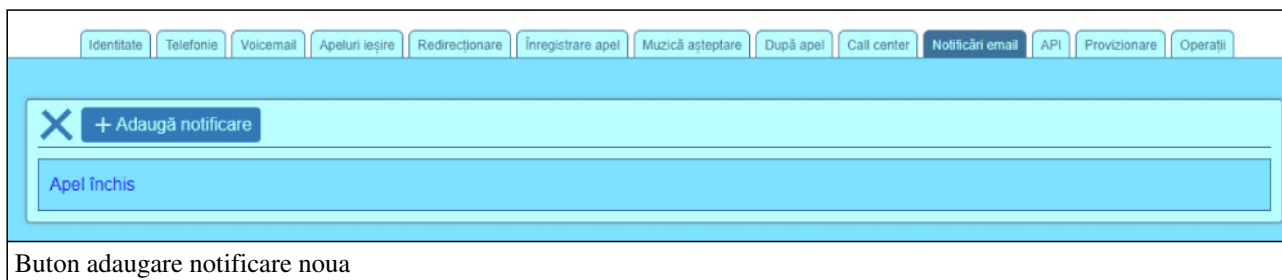 Identitate Telefonie Voicemail Apeluri ieșire Redirecționare Înregistrare apel Muzică așteptare După apel Call center Notificări email API Provizionare Operații
+ Adaugă notificare
Apel închis
Buton adaugare notificare noua